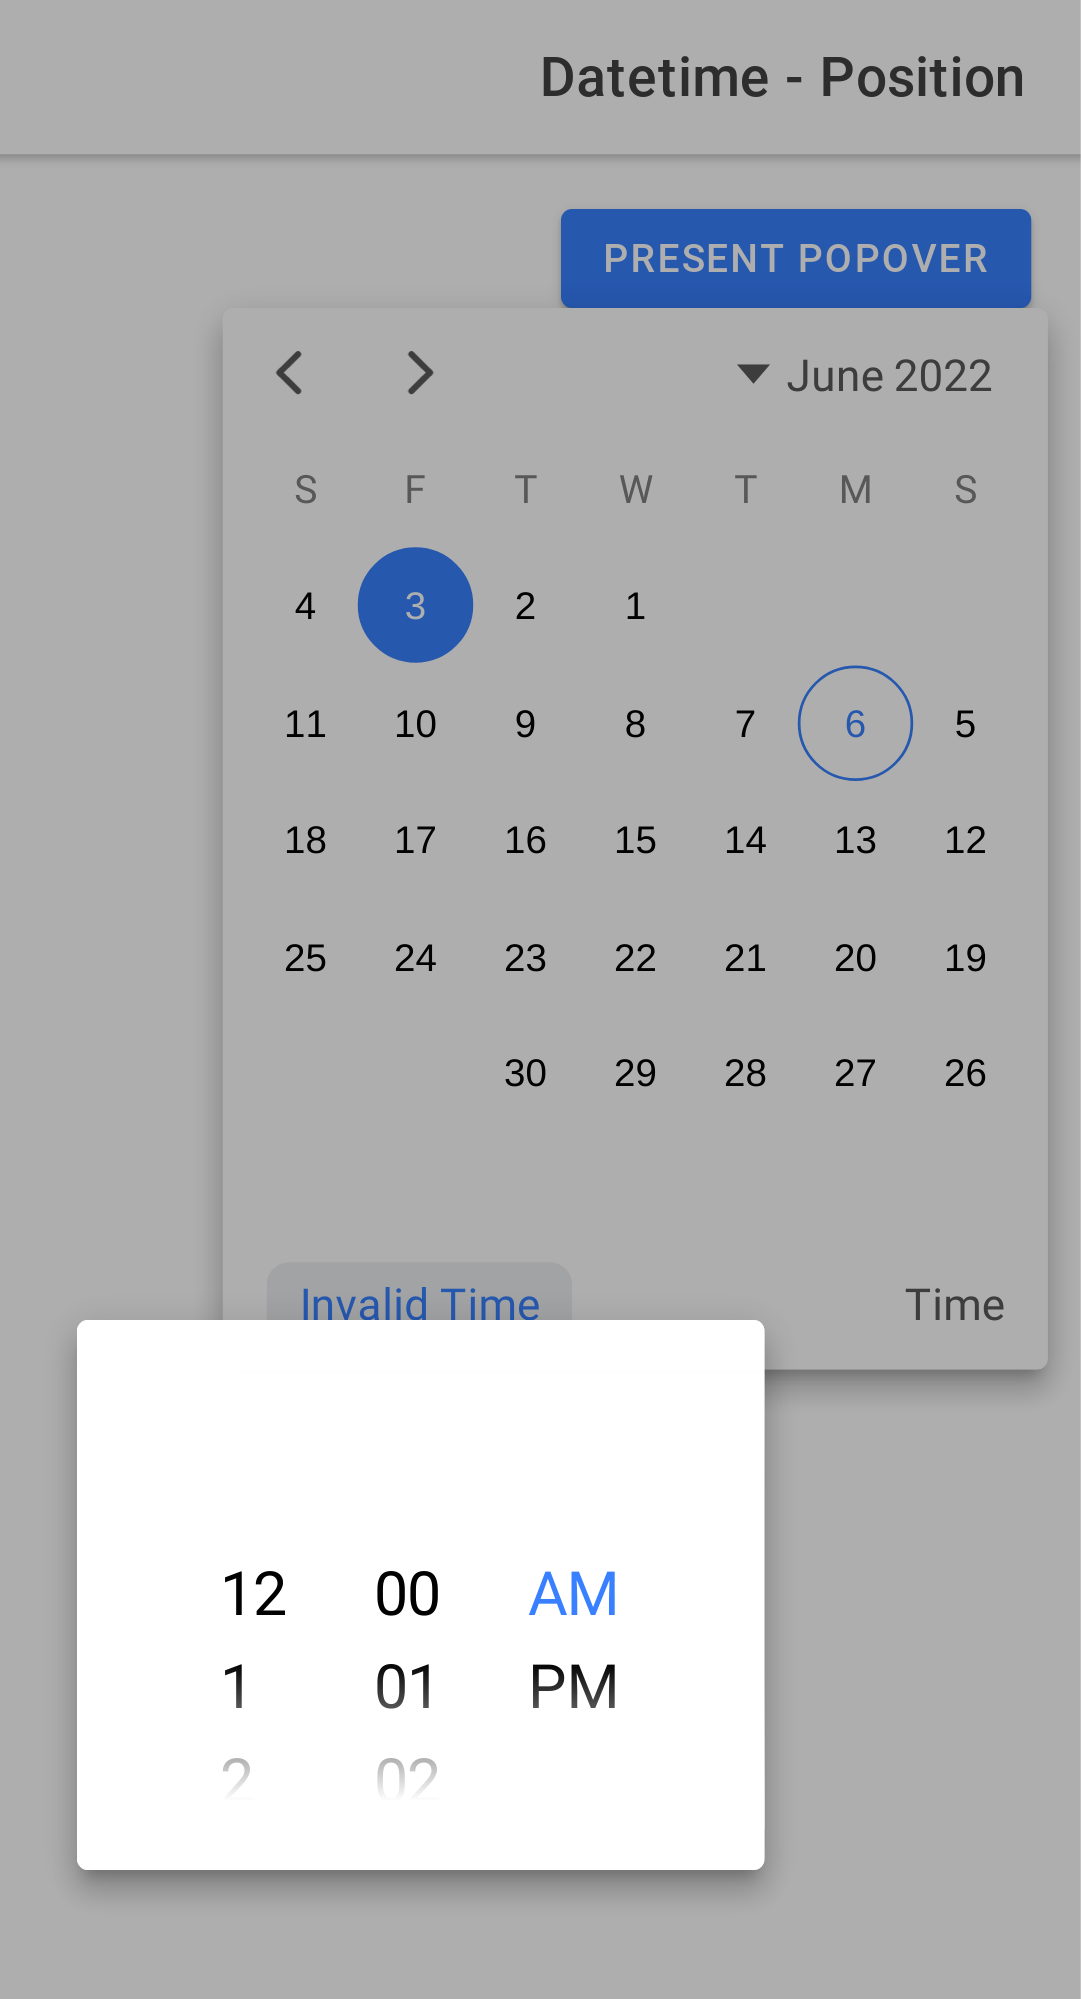 Datetime - Position
PRESENT POPOVER
June 2022
S F T W T M S
4 3 2 1
11 10 9 8 7 6 5
18 17 16 15 14 13 12
25 24 23 22 21 20 19
30 29 28 27 26
Invalid Time Time
12 00 AM
1 01 PM
2 02